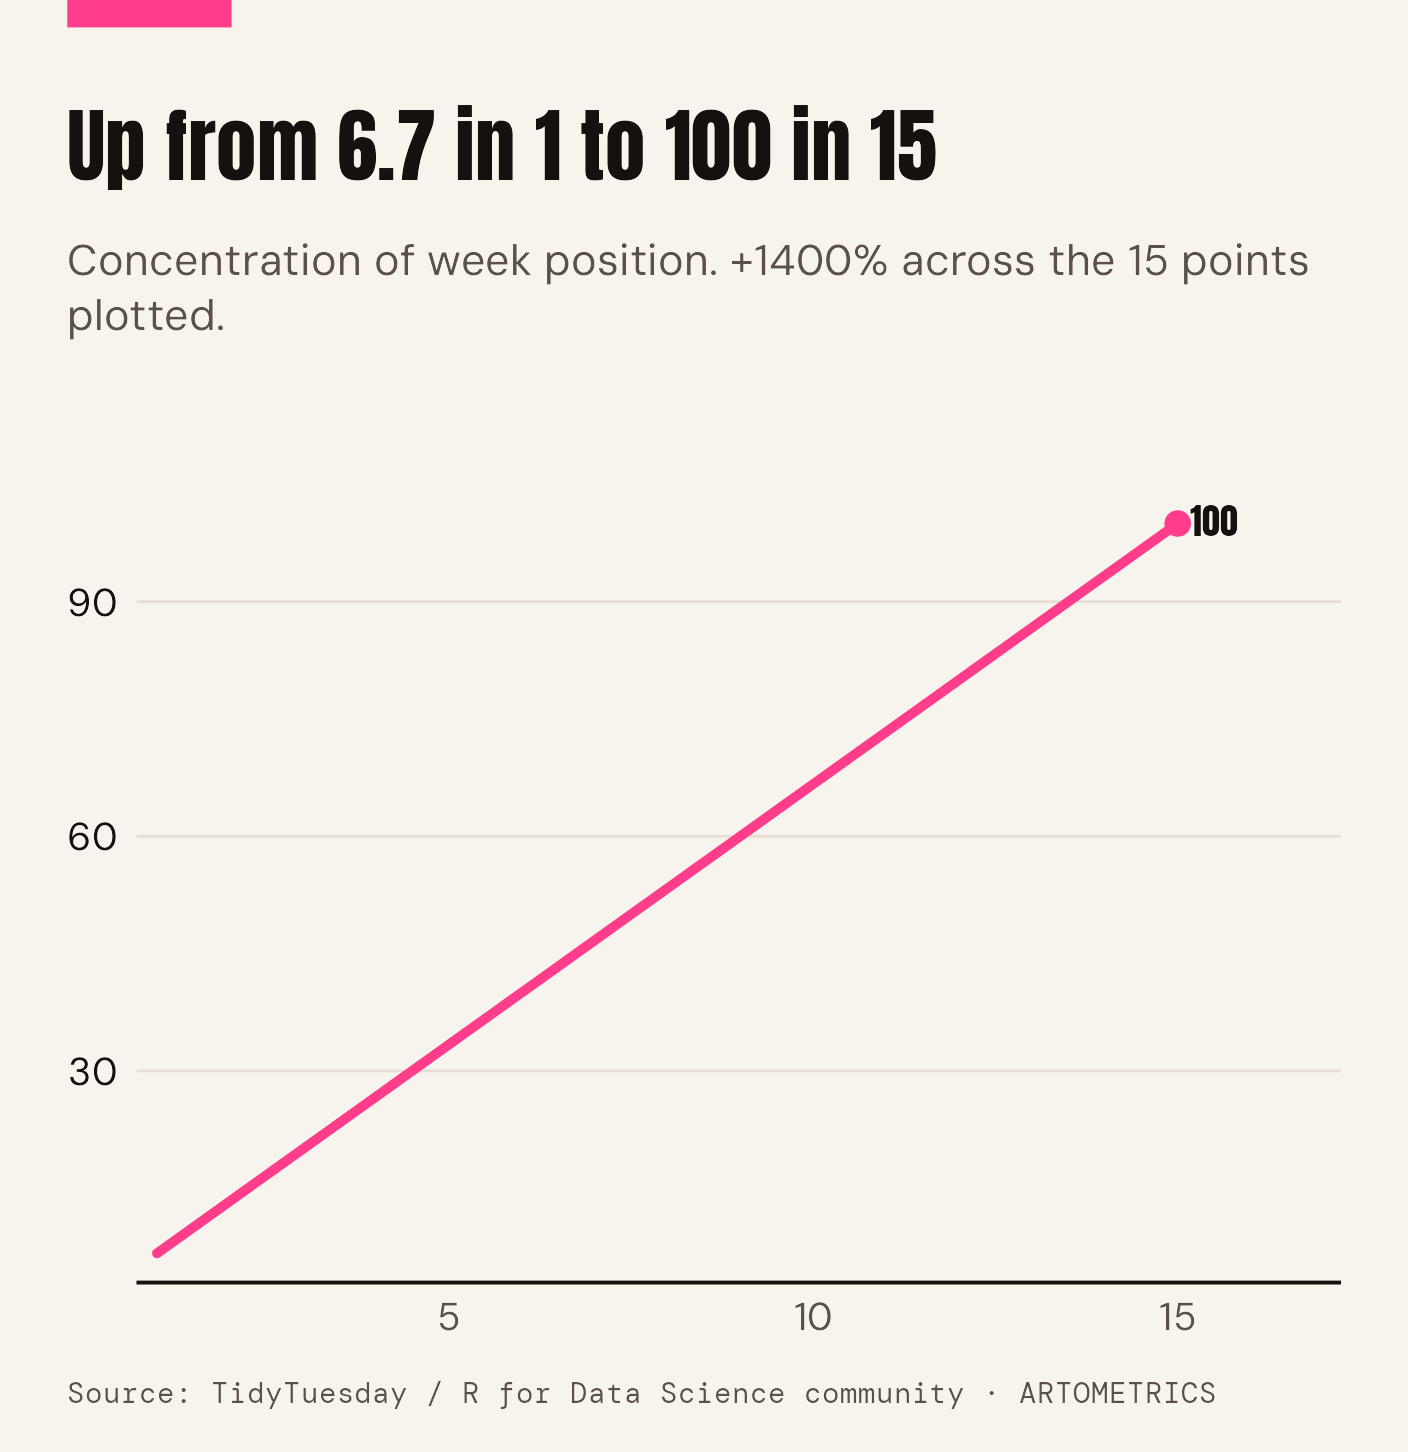 Up from 6.7 in 1 to 100 in 15
Concentration of week position. +1400% across the 15 points
plotted.
100
90
60
30
5 10 15
Source: TidyTuesday / R for Data Science community · ARTOMETRICS